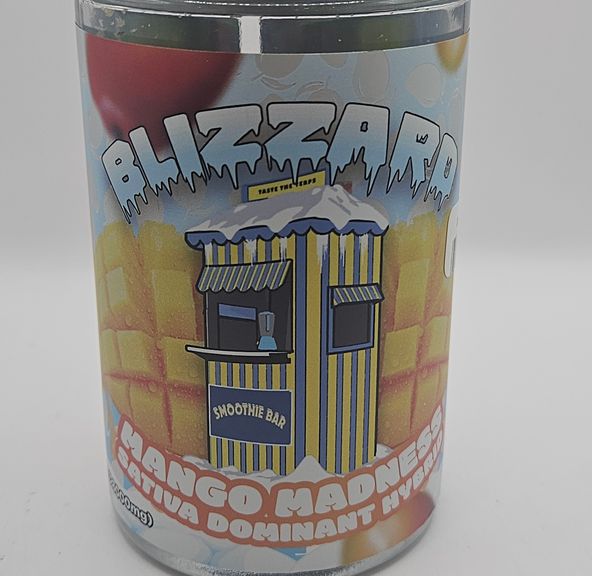 BLIZZARD
TASTE THE TERPS
SMOOTHIE BAR
MANGO MADNESS
SATIVA DOMINANT HYBRID